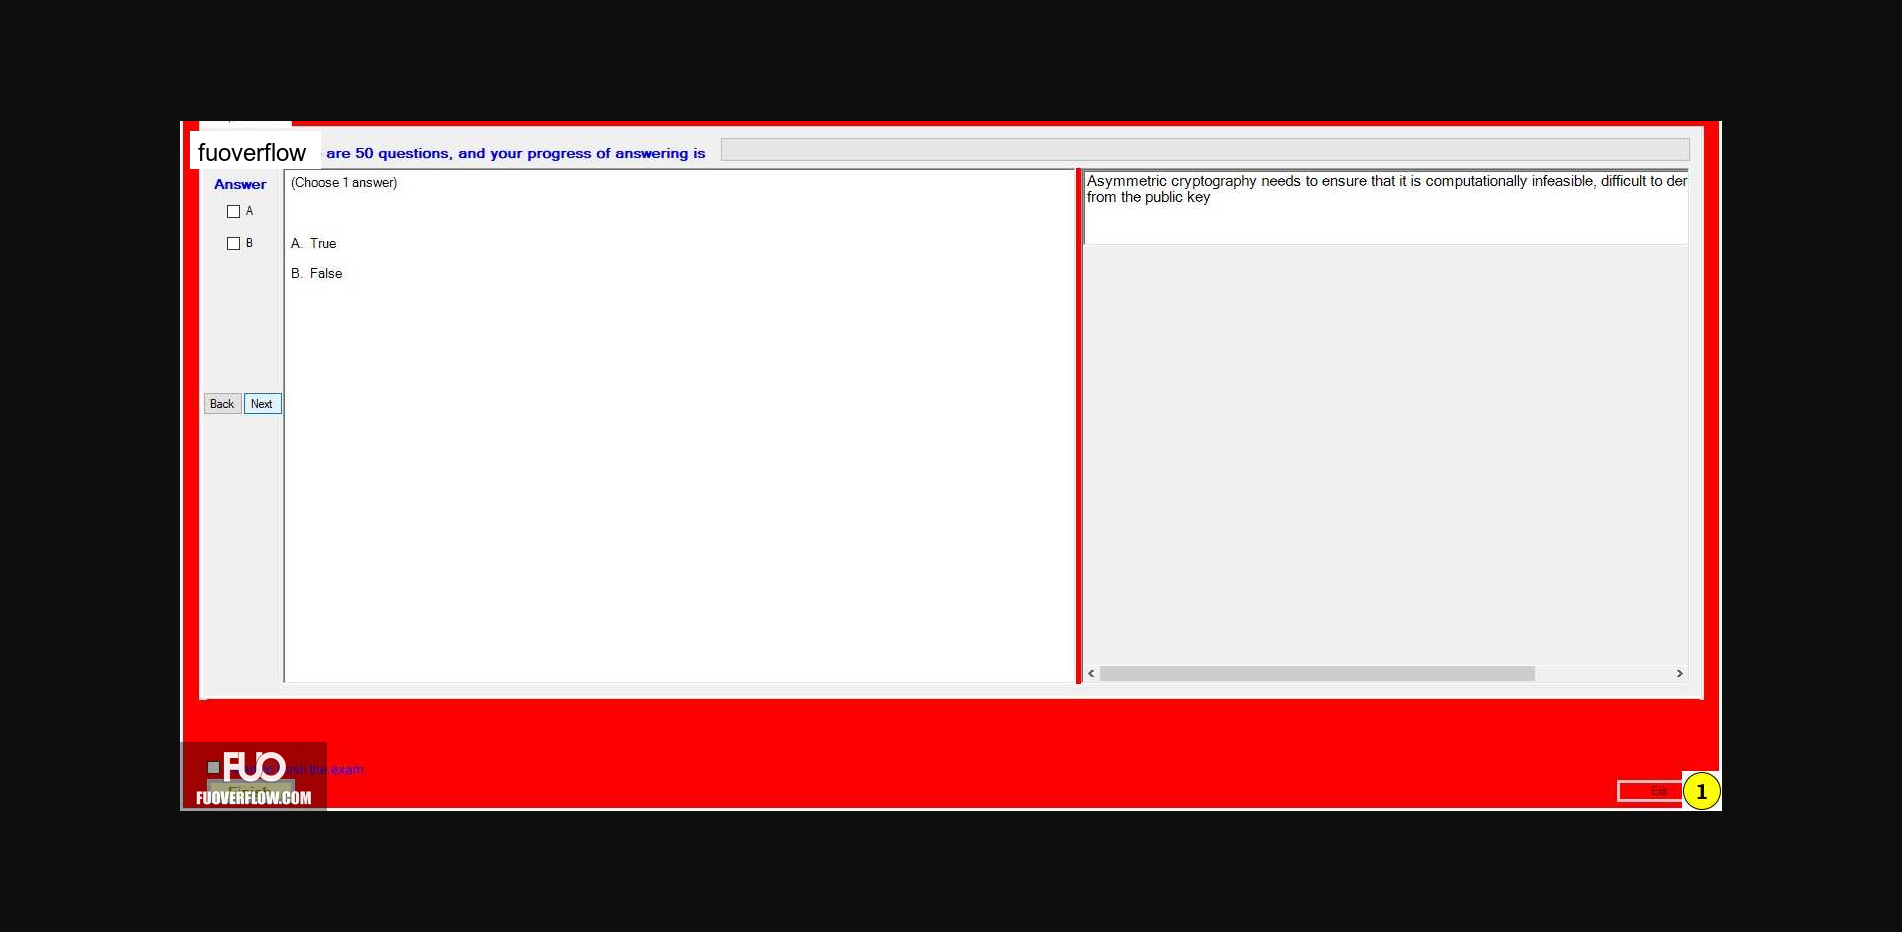 fuoverflow are 50 questions, and your progress of answering is
Answer
A
B
Back Next
(Choose 1 answer)
A. True
B. False
Asymmetric cryptography needs to ensure that it is computationally infeasible, difficult to der
from the public key
the exam
FUO
FUOVERFLOW.COM
Exit
1